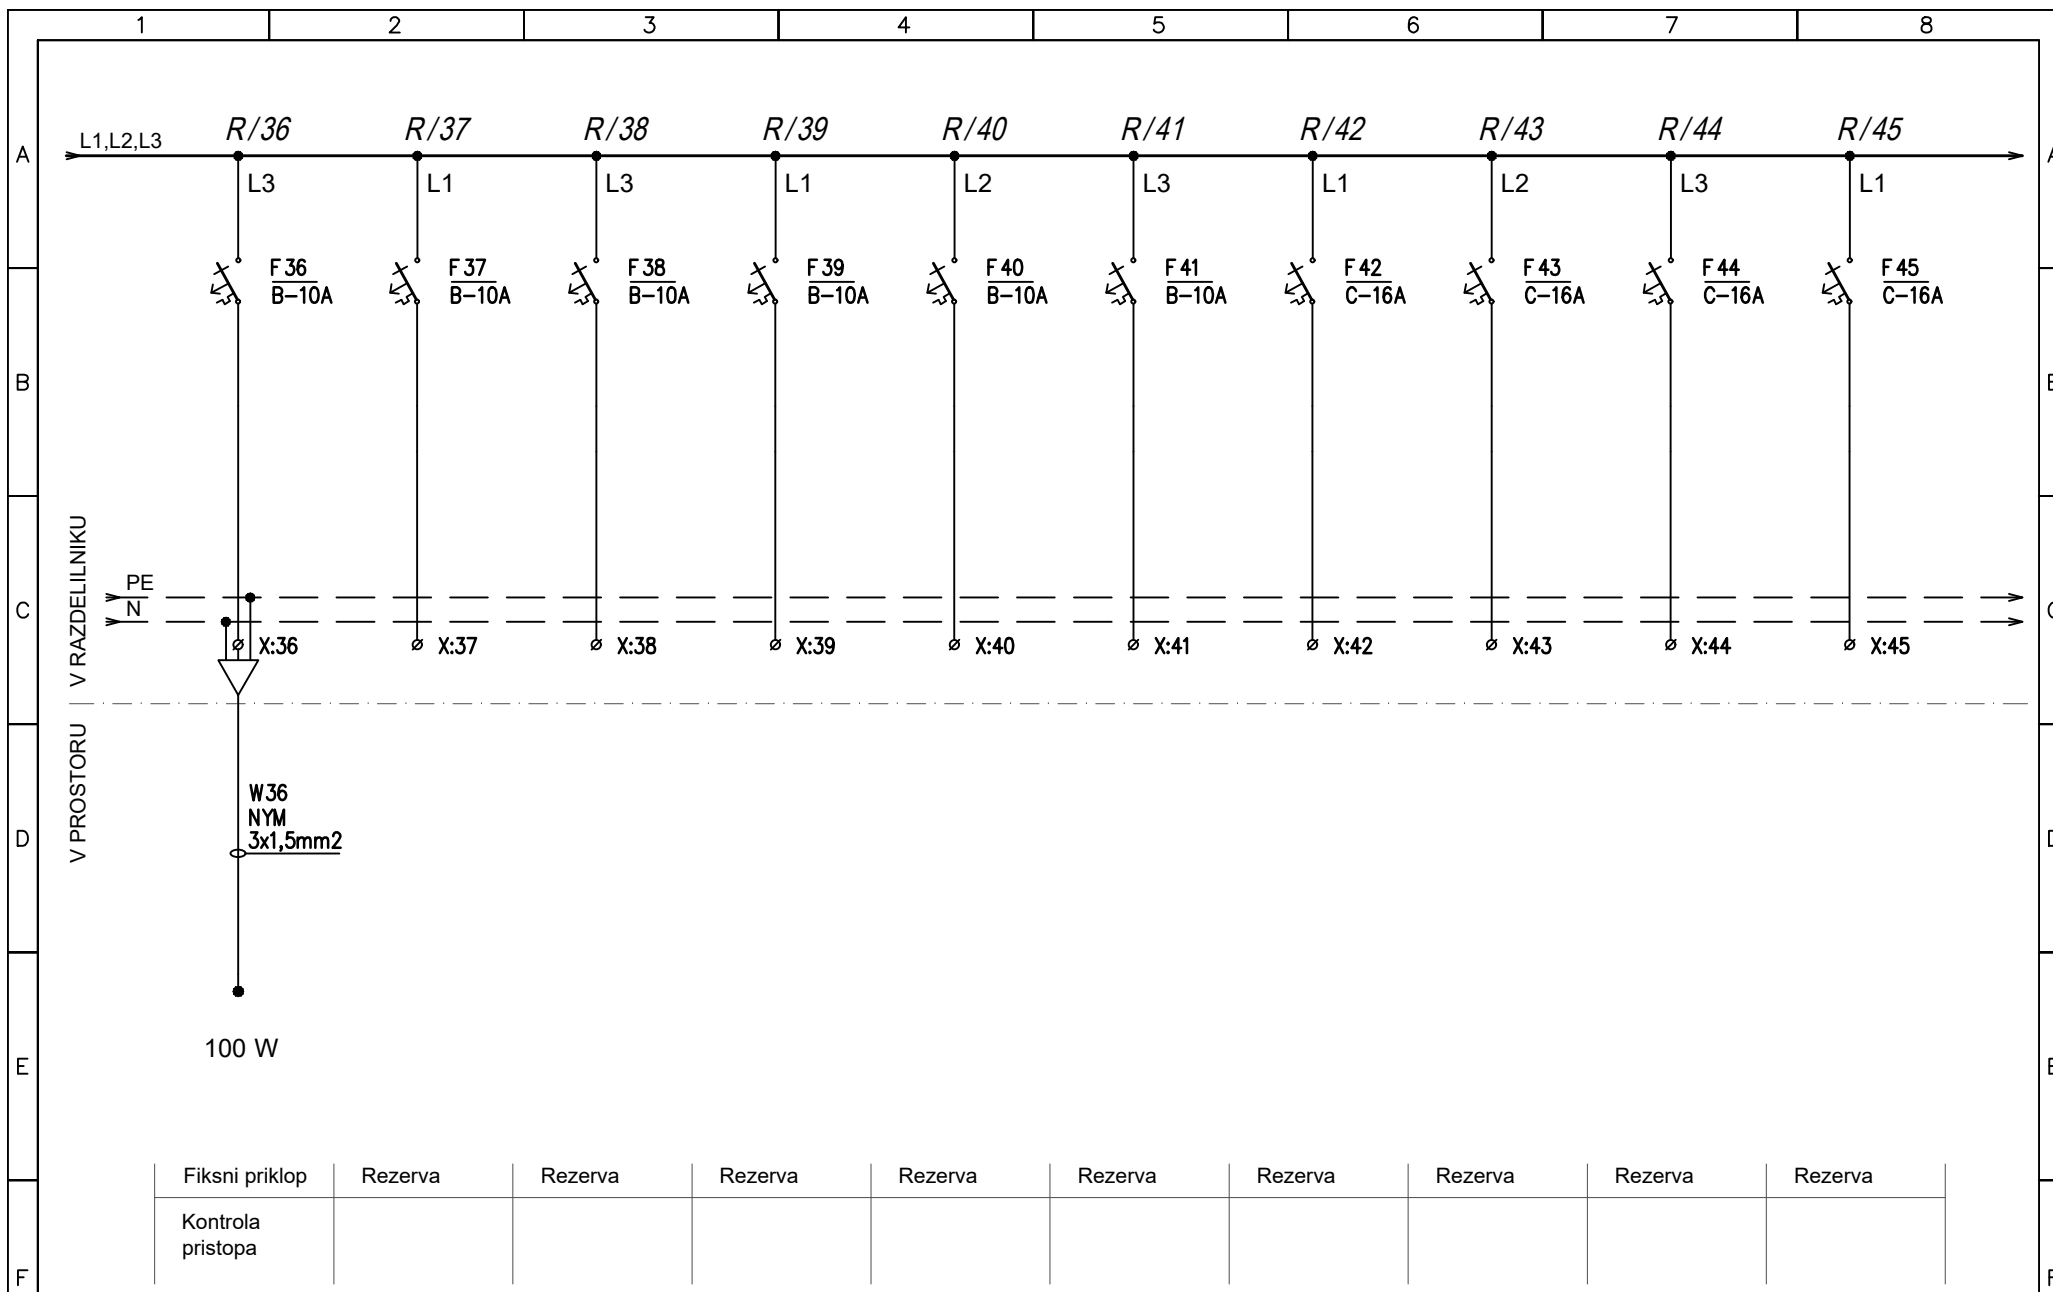 1 2 3 4 5 6 7 8
R/36 R/37 R/38 R/39 R/40 R/41 R/42 R/43 R/44 R/45
L1,L2,L3
A
L3 L1 L3 L1 L2 L3 L1 L2 L3 L1
F36 F37 F38 F39 F40 F41 F42 F43 F44 F45
B-10A B-10A B-10A B-10A B-10A B-10A C-16A C-16A C-16A C-16A
B
V RAZDELILNIKU
PE
N
C
X:36 X:37 X:38 X:39 X:40 X:41 X:42 X:43 X:44 X:45
V PROSTORU
W36
NYM
3x1,5mm2
D
100 W
E
Fiksni priklop Rezerva Rezerva Rezerva Rezerva Rezerva Rezerva Rezerva Rezerva Rezerva
Kontrola
pristopa
F